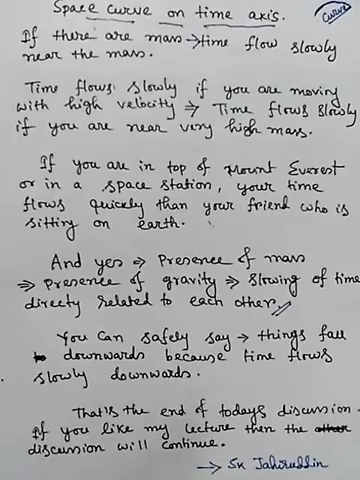 Space curve on time axis.
Curve
If there are mass → time flow slowly
near the mass.
Time flows slowly if you are moving
with high velocity ⇒ Time flows slowly
if you are near very high mass.
If you are in top of Mount Everest
or in a space station, your time
flows quickly than your friend who is
sitting on earth.
And yes ⇒ Presence of mass
⇒ presence of gravity ⇒ slowing of time
directy related to each other
You can safely say → things fall
downwards because time flows
slowly downwards.
That's the end of todays discussion.
If you like my lecture then the
discussion will continue.
→ Sk Jahiruddin